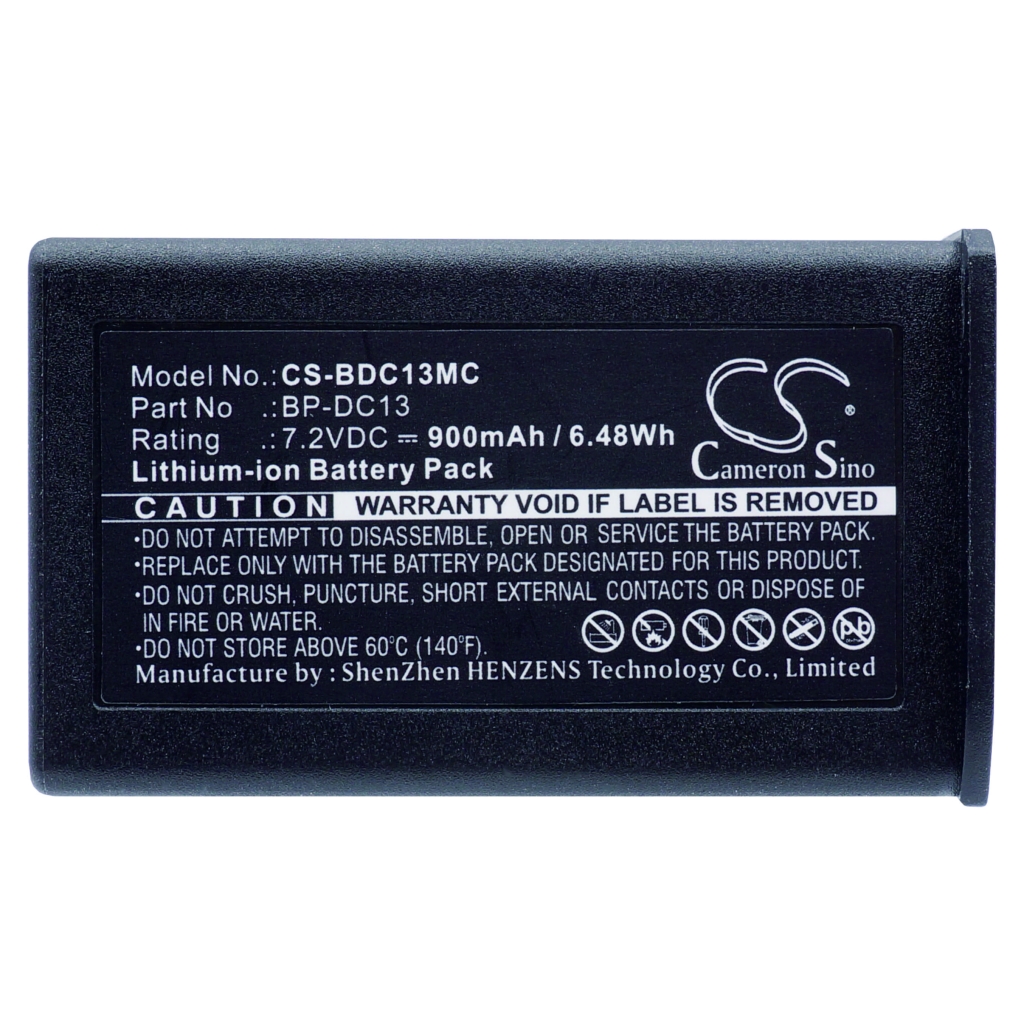 Model No.: CS-BDC13MC
Part No .: BP-DC13
Rating .: 7.2VDC ⎓ 900mAh / 6.48Wh
Lithium-ion Battery Pack
CS ®
Cameron Sino
CAUTION WARRANTY VOID IF LABEL IS REMOVED
•DO NOT ATTEMPT TO DISASSEMBLE, OPEN OR SERVICE THE BATTERY PACK.
•REPLACE ONLY WITH THE BATTERY PACK DESIGNATED FOR THIS PRODUCT.
•DO NOT CRUSH, PUNCTURE, SHORT EXTERNAL CONTACTS OR DISPOSE OF
IN FIRE OR WATER.
•DO NOT STORE ABOVE 60°C (140°F).
Pb
Manufacture by : ShenZhen HENZENS Technology Co., Limited